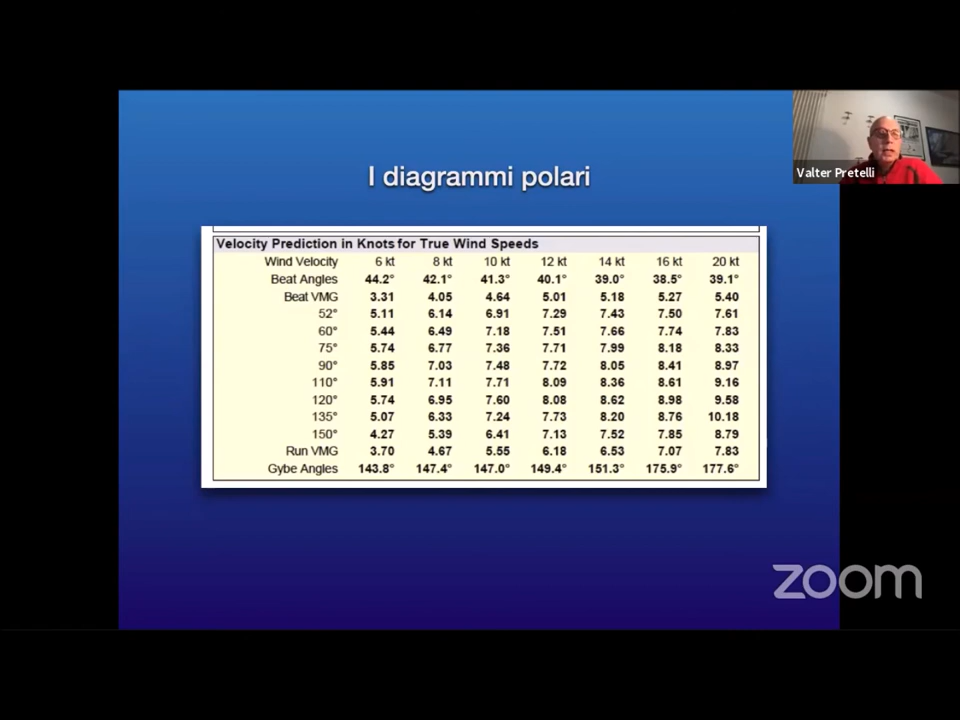 I diagrammi polari
Valter Pretelli
Velocity Prediction in Knots for True Wind Speeds
Wind Velocity 6 kt 8 kt 10 kt 12 kt 14 kt 16 kt 20 kt
Beat Angles 44.2° 42.1° 41.3° 40.1° 39.0° 38.5° 39.1°
Beat VMG 3.31 4.05 4.64 5.01 5.18 5.27 5.40
52° 5.11 6.14 6.91 7.29 7.43 7.50 7.61
60° 5.44 6.49 7.18 7.51 7.66 7.74 7.83
75° 5.74 6.77 7.36 7.71 7.99 8.18 8.33
90° 5.85 7.03 7.48 7.72 8.05 8.41 8.97
110° 5.91 7.11 7.71 8.09 8.36 8.61 9.16
120° 5.74 6.95 7.60 8.08 8.62 8.98 9.58
135° 5.07 6.33 7.24 7.73 8.20 8.76 10.18
150° 4.27 5.39 6.41 7.13 7.52 7.85 8.79
Run VMG 3.70 4.67 5.55 6.18 6.53 7.07 7.83
Gybe Angles 143.8° 147.4° 147.0° 149.4° 151.3° 175.9° 177.6°
zoom